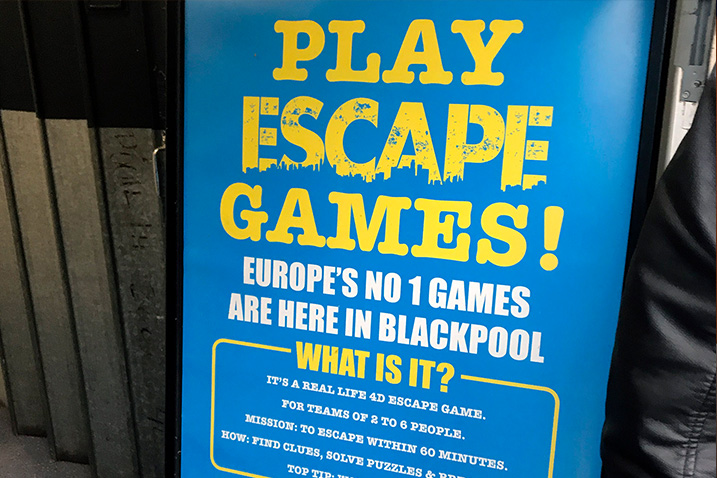 PLAY
ESCAPE
GAMES!
EUROPE'S NO 1 GAMES
ARE HERE IN BLACKPOOL
WHAT IS IT?
IT'S A REAL LIFE 4D ESCAPE GAME.
FOR TEAMS OF 2 TO 6 PEOPLE.
MISSION: TO ESCAPE WITHIN 60 MINUTES.
HOW: FIND CLUES, SOLVE PUZZLES &
TOP TIP: